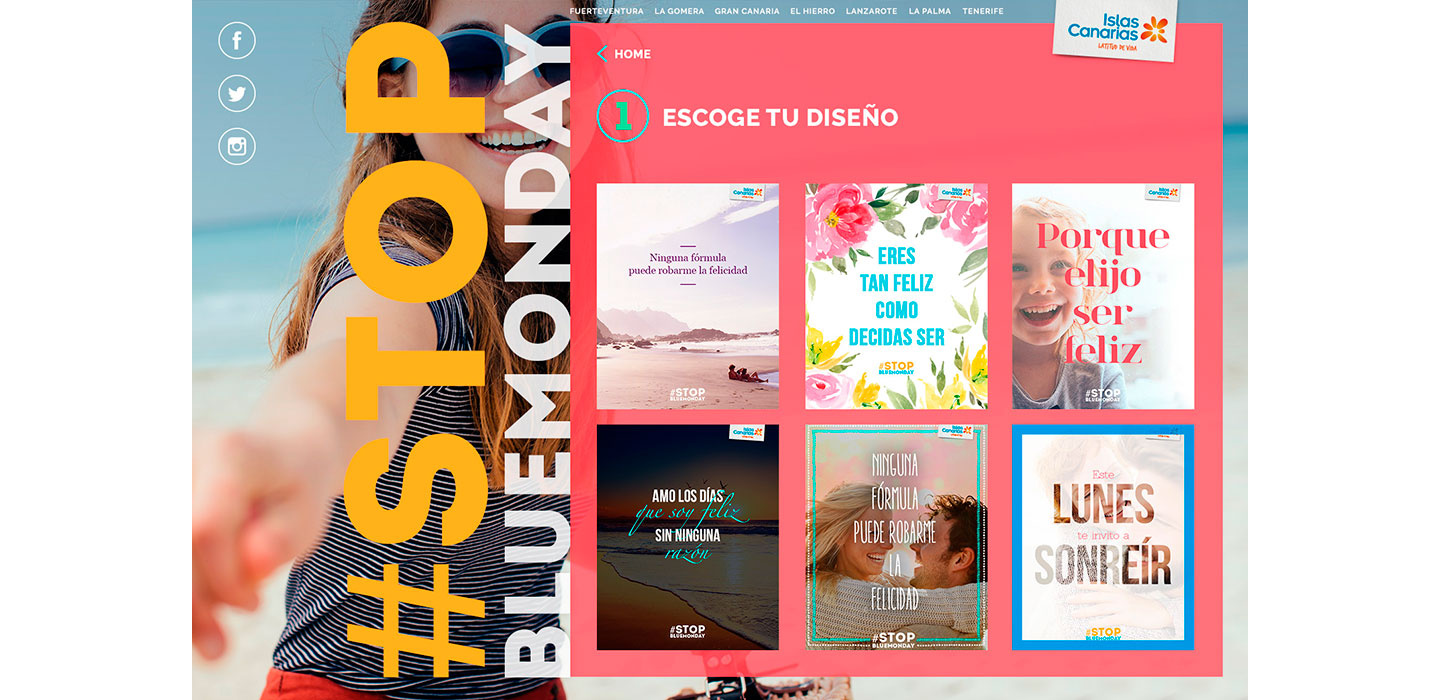 FUERTEVENTURA LA GOMERA GRAN CANARIA EL HIERRO LANZAROTE LA PALMA TENERIFE
Islas
Canarias
LATITUD DE VIDA
#STOP
BLUEMONDAY
HOME
1 ESCOGE TU DISEÑO
Islas
Canarias
Ninguna fórmula
puede robarme la felicidad
#STOP
BLUEMONDAY
Islas
Canarias
ERES
TAN FELIZ
COMO
DECIDAS SER
#STOP
BLUEMONDAY
Islas
Canarias
Porque
elijo
ser
feliz
#STOP
BLUEMONDAY
Islas
Canarias
AMO LOS DÍAS
que soy feliz
SIN NINGUNA
razón
#STOP
BLUEMONDAY
Islas
Canarias
NINGUNA
FÓRMULA
PUEDE ROBARME
LA
FELICIDAD
#STOP
BLUEMONDAY
Este
LUNES
te invito a
SONREÍR
#STOP
BLUEMONDAY